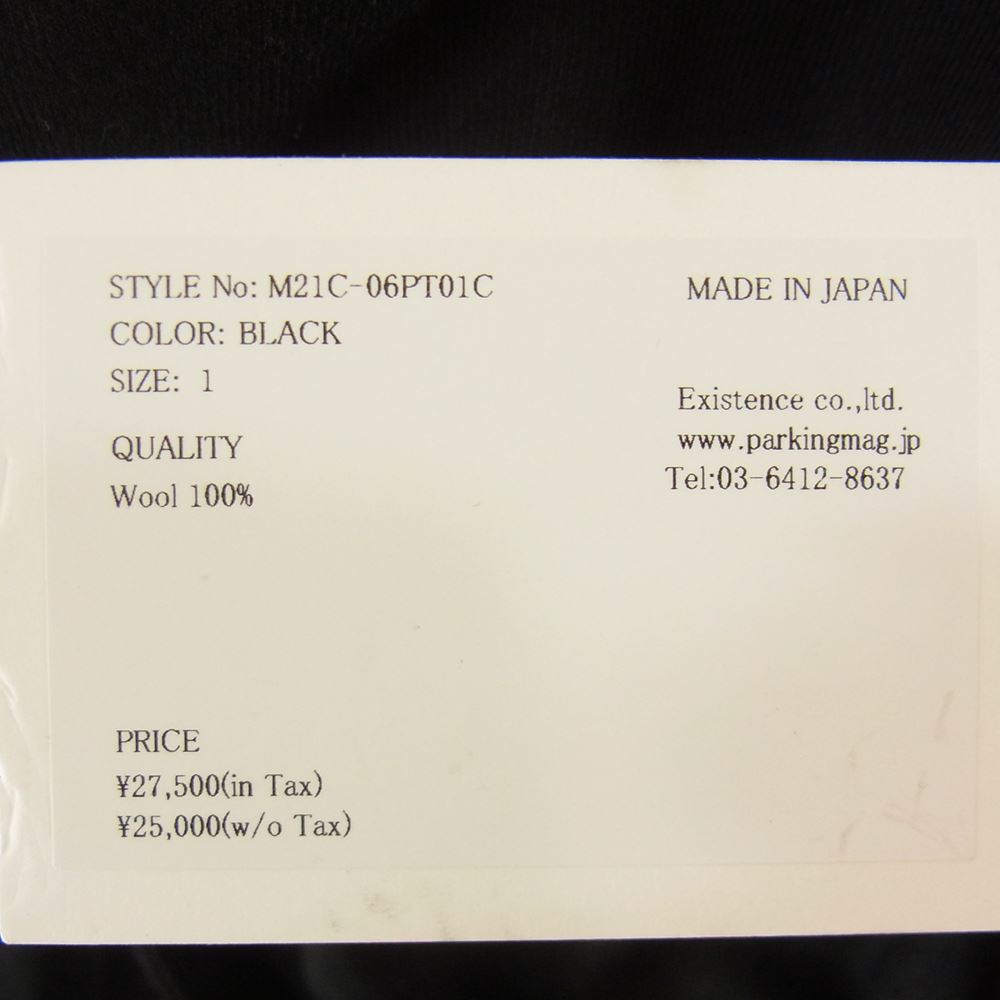 STYLE No: M21C-06PT01C
COLOR: BLACK
SIZE: 1
QUALITY
Wool 100%
MADE IN JAPAN
Existence co.,ltd.
www.parkingmag.jp
Tel:03-6412-8637
PRICE
¥27,500(in Tax)
¥25,000(w/o Tax)